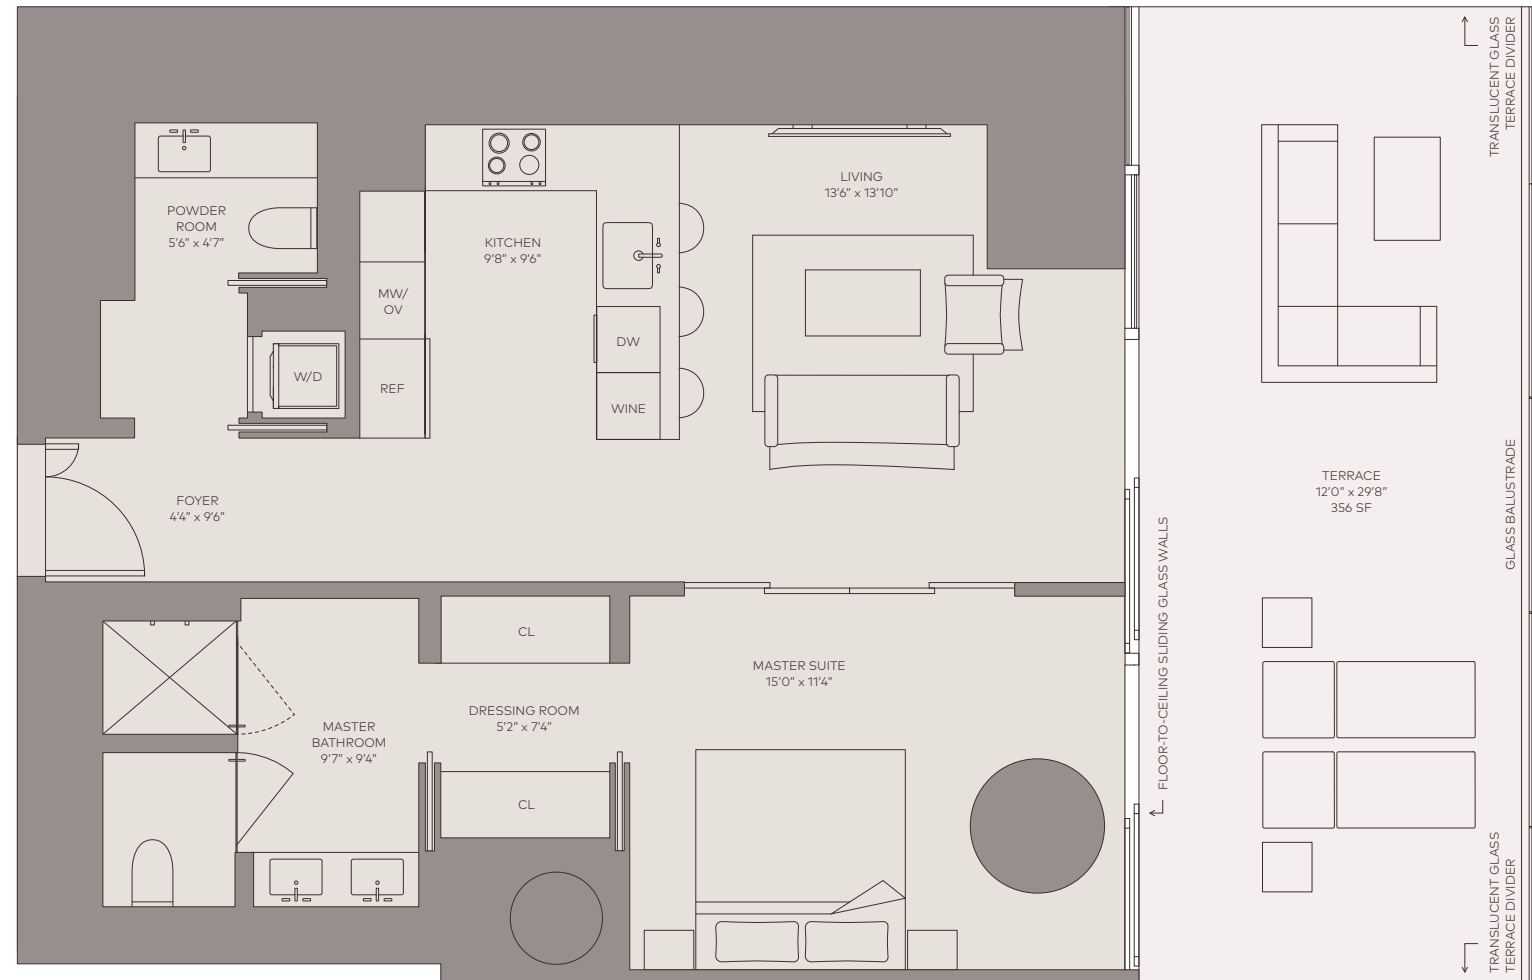 TRANSLUCENT GLASS
TERRACE DIVIDER
LIVING
13'6" x 13'10"
POWDER
ROOM
5'6" x 4'7"
KITCHEN
9'8" x 9'6"
MW/
OV
DW
W/D
REF
WINE
TERRACE
12'0" x 29'8"
356 SF
GLASS BALUSTRADE
FOYER
4'4" x 9'6"
FLOOR-TO-CEILING SLIDING GLASS WALLS
CL
MASTER SUITE
15'0" x 11'4"
DRESSING ROOM
5'2" x 7'4"
MASTER
BATHROOM
9'7" x 9'4"
CL
TRANSLUCENT GLASS
TERRACE DIVIDER